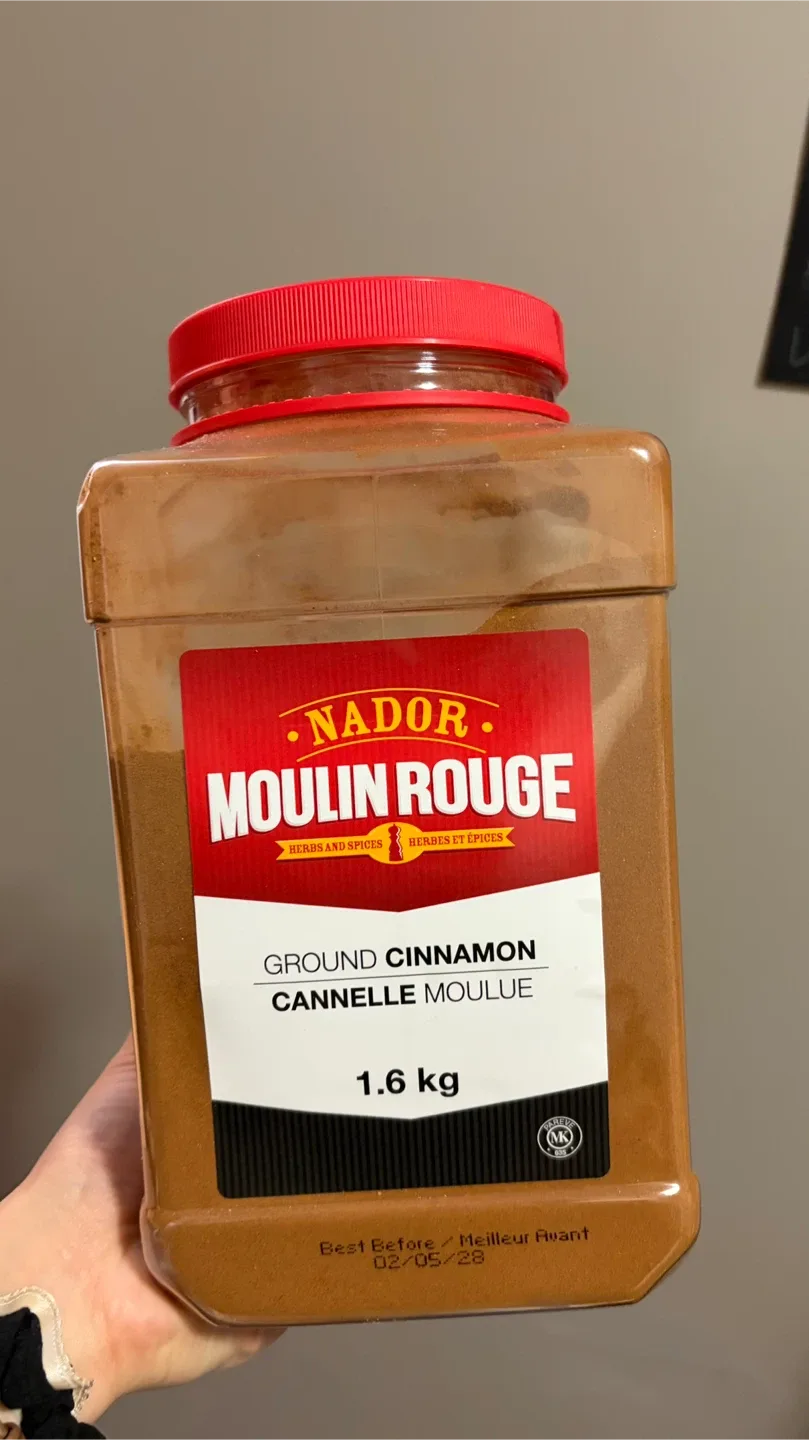 • NADOR •
MOULIN ROUGE
HERBS AND SPICES HERBES ET ÉPICES
GROUND CINNAMON
CANNELLE MOULUE
1.6 kg
PAREVE
MK
Best Before / Meilleur Avant
02/05/28